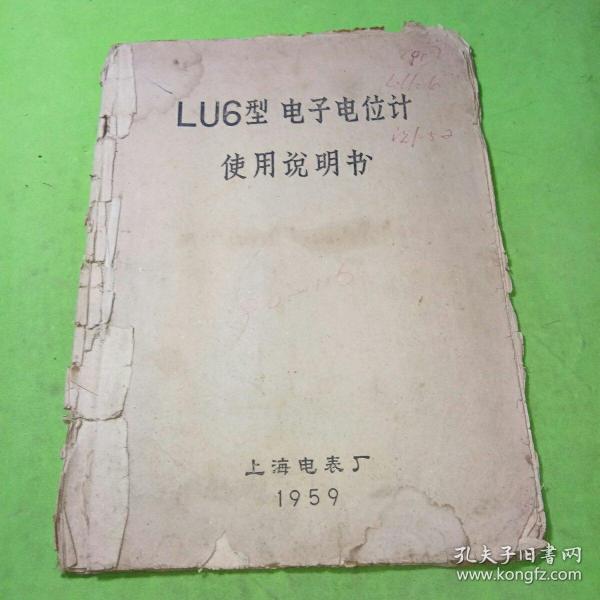 LU6型 电子电位计
使用说明书
上海电表厂
1959
孔夫子旧书网
www.kongfz.com